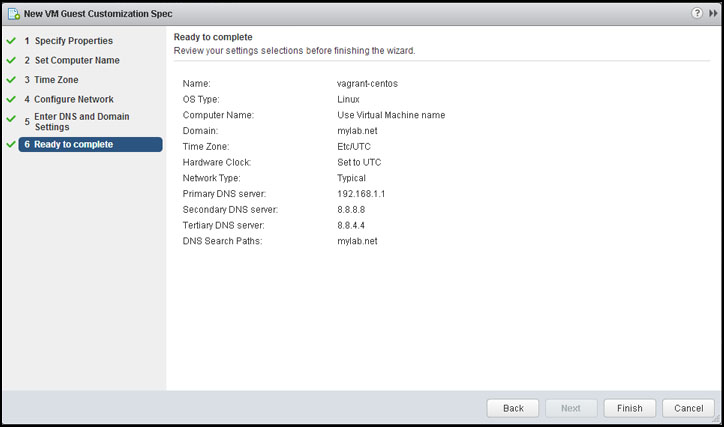 New VM Guest Customization Spec
?
1 Specify Properties
2 Set Computer Name
3 Time Zone
4 Configure Network
5 Enter DNS and Domain
Settings
6 Ready to complete
Ready to complete
Review your settings selections before finishing the wizard.
Name: vagrant-centos
OS Type: Linux
Computer Name: Use Virtual Machine name
Domain: mylab.net
Time Zone: Etc/UTC
Hardware Clock: Set to UTC
Network Type: Typical
Primary DNS server: 192.168.1.1
Secondary DNS server: 8.8.8.8
Tertiary DNS server: 8.8.4.4
DNS Search Paths: mylab.net
Back Next Finish Cancel